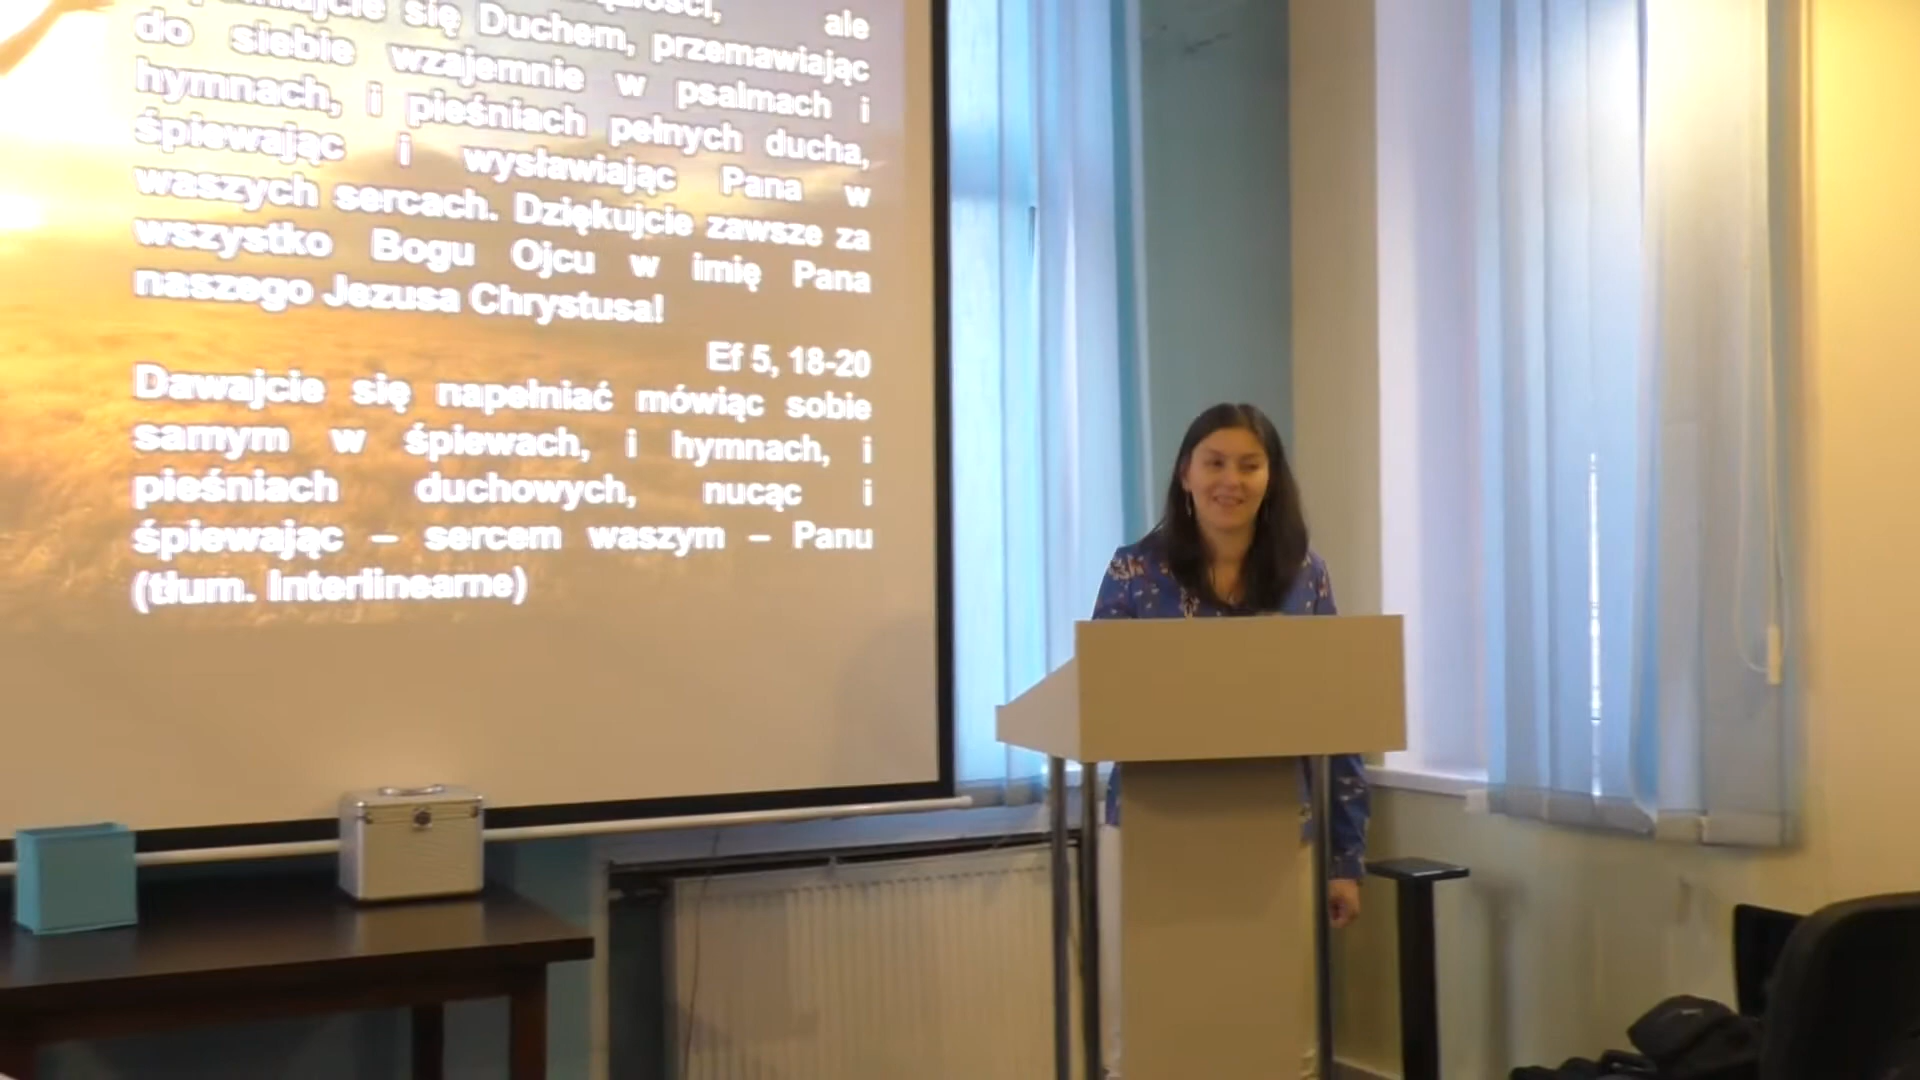 się Duchem, przemawiając ale
do siebie wzajemnie w psalmach i
hymnach, i pieśniach pełnych ducha,
śpiewając i wysławiając Pana w
waszych sercach. Dziękujcie zawsze za
wszystko Bogu Ojcu w imię Pana
naszego Jezusa Chrystusa!
Ef 5, 18-20
Dawajcie się napełniać mówiąc sobie
samym w śpiewach, i hymnach, i
pieśniach duchowych, nucąc i
śpiewając – sercem waszym – Panu
(tłum. Interlinearne)